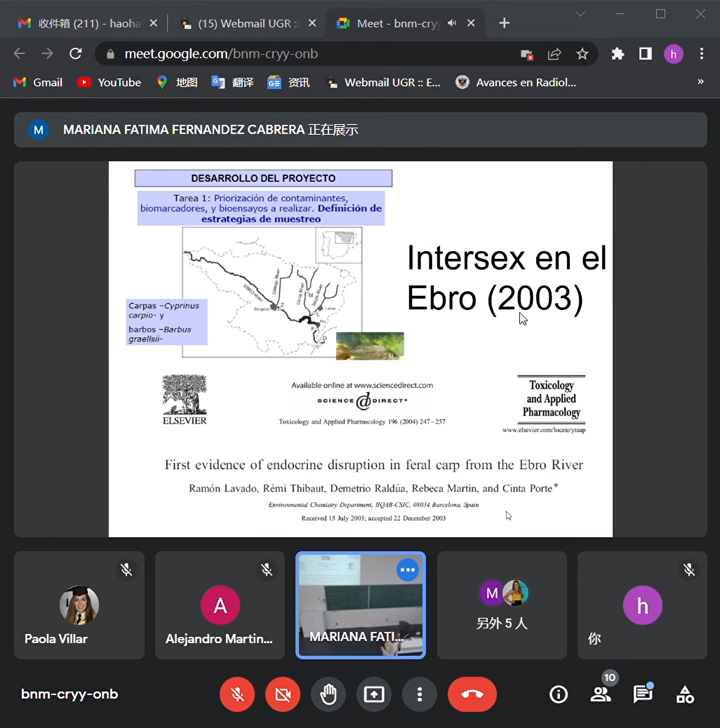 收件箱 (211) - haoha
(15) Webmail UGR ::
Meet - bnm-cryy
meet.google.com/bnm-cryy-onb
h
Gmail
YouTube
地图
翻译
资讯
Webmail UGR :: E...
Avances en Radiol...
»
M
MARIANA FATIMA FERNANDEZ CABRERA 正在展示
DESARROLLO DEL PROYECTO
Tarea 1: Priorización de contaminantes,
biomarcadores, y bioensayos a realizar. Definición de
estrategias de muestreo
Intersex en el
Ebro (2003)
Carpas –Cyprinus
carpio- y
barbos –Barbus
graellsii-
ELSEVIER
Available online at www.sciencedirect.com
SCIENCE DIRECT®
Toxicology and Applied Pharmacology 196 (2004) 247–257
Toxicology
and Applied
Pharmacology
www.elsevier.com/locate/ytaap
First evidence of endocrine disruption in feral carp from the Ebro River
Ramón Lavado, Rémi Thibaut, Demetrio Raldúa, Rebeca Martín, and Cinta Porte*
Environmental Chemistry Department, IIQAB-CSIC, 08034 Barcelona, Spain
Received 15 July 2003; accepted 22 December 2003
Paola Villar
A
Alejandro Martin...
MARIANA FATI...
M
另外 5 人
h
你
bnm-cryy-onb
10